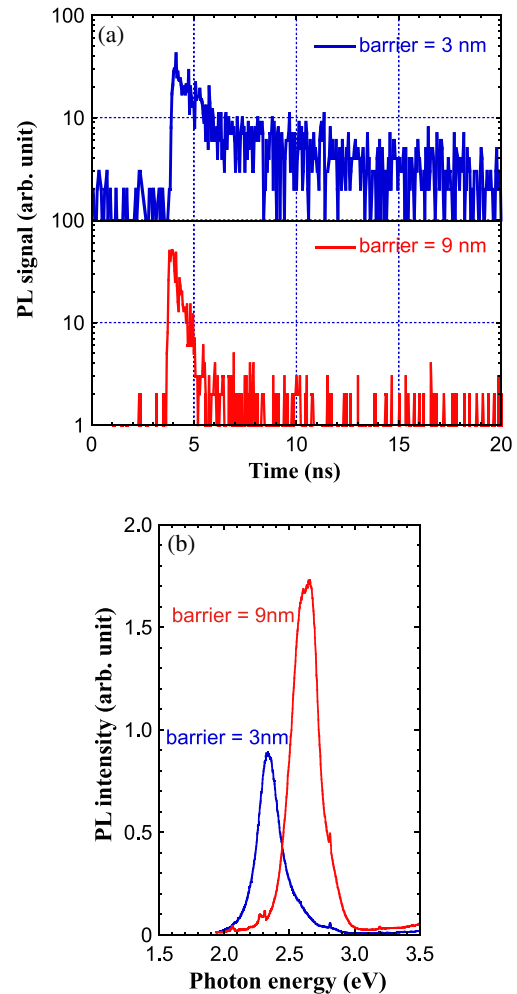 100
(a)
barrier = 3 nm
10
PL signal (arb. unit)
100
barrier = 9 nm
10
1
0 5 10 15 20
Time (ns)
2.0
(b)
1.5
barrier = 9nm
PL intensity (arb. unit)
1.0
barrier = 3nm
0.5
0
1.5 2.0 2.5 3.0 3.5
Photon energy (eV)